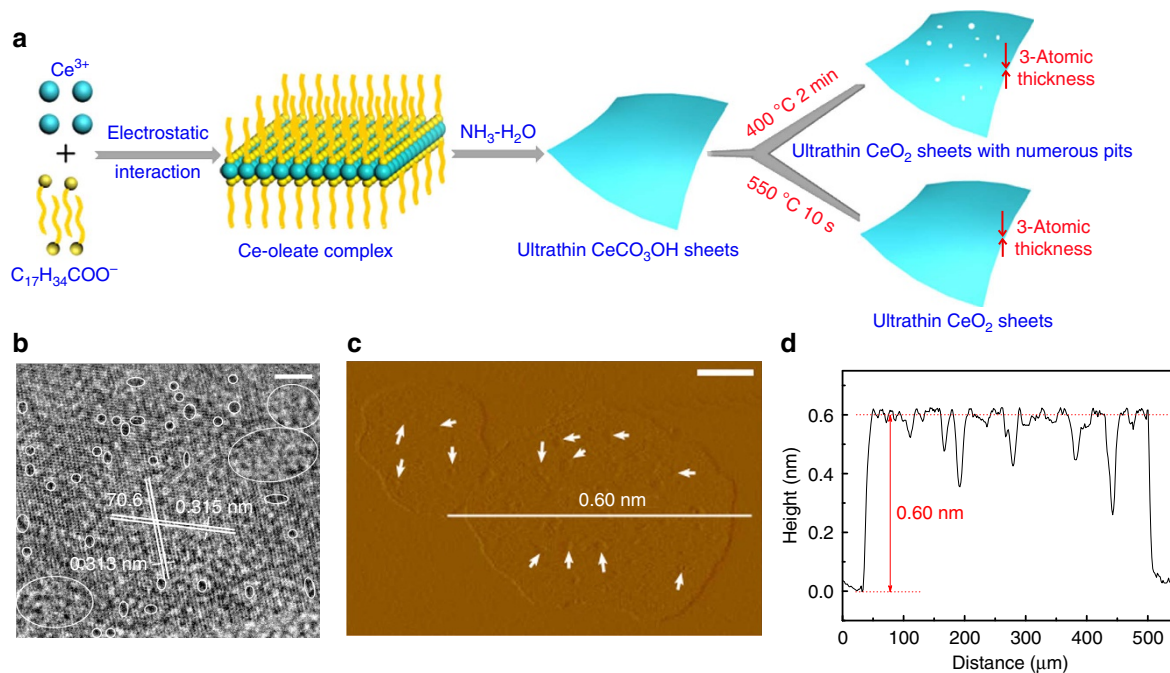 a
Ce³⁺
+
C₁₇H₃₄COO⁻
Electrostatic
interaction
Ce-oleate complex
NH₃-H₂O
Ultrathin CeCO₃OH sheets
400 °C 2 min
550 °C 10 s
3-Atomic
thickness
Ultrathin CeO₂ sheets with numerous pits
3-Atomic
thickness
Ultrathin CeO₂ sheets
b
70.6
0.315 nm
0.313 nm
c
0.60 nm
d
Height (nm)
0.6
0.4
0.2
0.0
0.60 nm
0 100 200 300 400 500
Distance (μm)